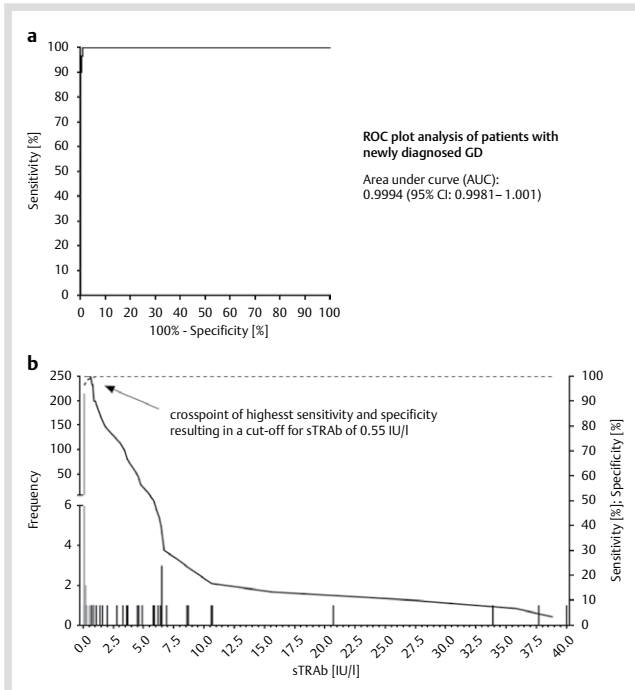 a
100
90
80
70
60
50
40
30
20
10
0
Sensitivity [%]
0 10 20 30 40 50 60 70 80 90 100
100% - Specificity [%]
ROC plot analysis of patients with
newly diagnosed GD
Area under curve (AUC):
0.9994 (95% CI: 0.9981– 1.001)
b
250
200
150
100
50
6
4
2
0
Frequency
crosspoint of highesst sensitivity and specificity
resulting in a cut-off for sTRAb of 0.55 IU/l
100
90
80
70
60
50
40
30
20
10
0
Sensitivity [%]; Specificity [%]
0.0 2.5 5.0 7.5 10.0 12.5 15.0 17.5 20.0 22.5 25.0 27.5 30.0 32.5 35.0 37.5 40.0
sTRAb [IU/l]